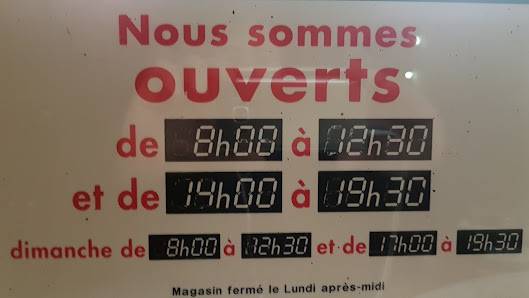 Nous sommes
ouverts
de 8h00 à 12h30
et de 14h00 à 19h30
dimanche de 8h00 à 12h30 et de 17h00 à 19h30
Magasin fermé le Lundi après-midi